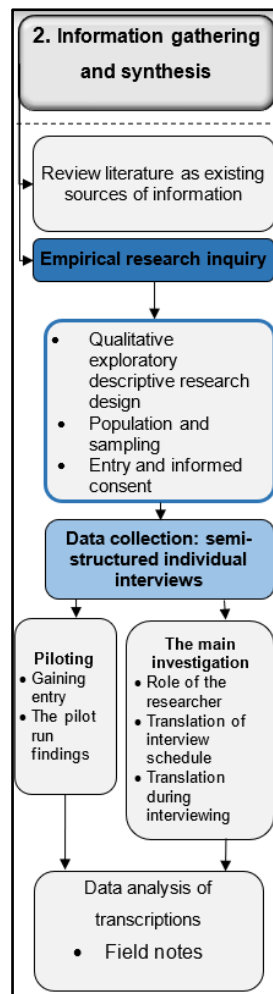 2. Information gathering
and synthesis
Review literature as existing
sources of information
Empirical research inquiry
• Qualitative
exploratory
descriptive research
design
• Population and
sampling
• Entry and informed
consent
Data collection: semi-
structured individual
interviews
Piloting
• Gaining
entry
• The pilot
run
findings
The main
investigation
• Role of the
researcher
• Translation of
interview
schedule
• Translation
during
interviewing
Data analysis of
transcriptions
• Field notes